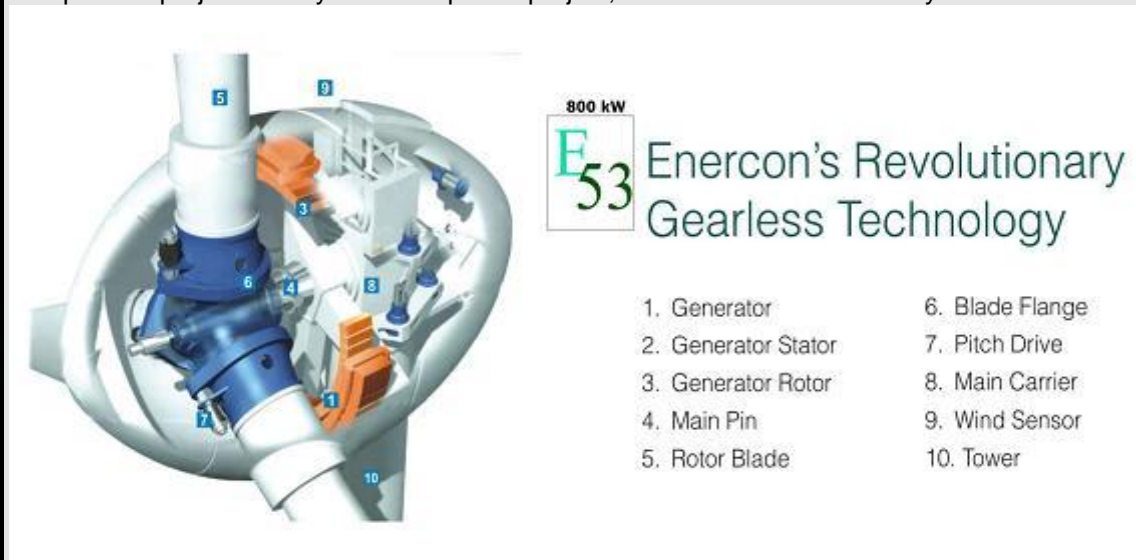 800 kW
E
53
Enercon's Revolutionary
Gearless Technology
1. Generator
2. Generator Stator
3. Generator Rotor
4. Main Pin
5. Rotor Blade
6. Blade Flange
7. Pitch Drive
8. Main Carrier
9. Wind Sensor
10. Tower
5
9
3
6
4
8
1
7
10